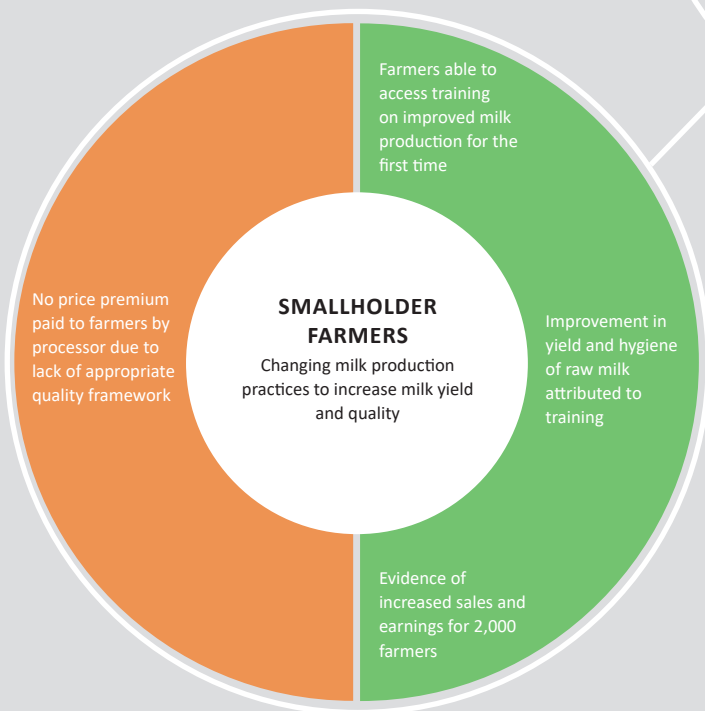 Farmers able to
access training
on improved milk
production for the
first time
No price premium
paid to farmers by
processor due to
lack of appropriate
quality framework
SMALLHOLDER
FARMERS
Changing milk production
practices to increase milk yield
and quality
Improvement in
yield and hygiene
of raw milk
attributed to
training
Evidence of
increased sales and
earnings for 2,000
farmers